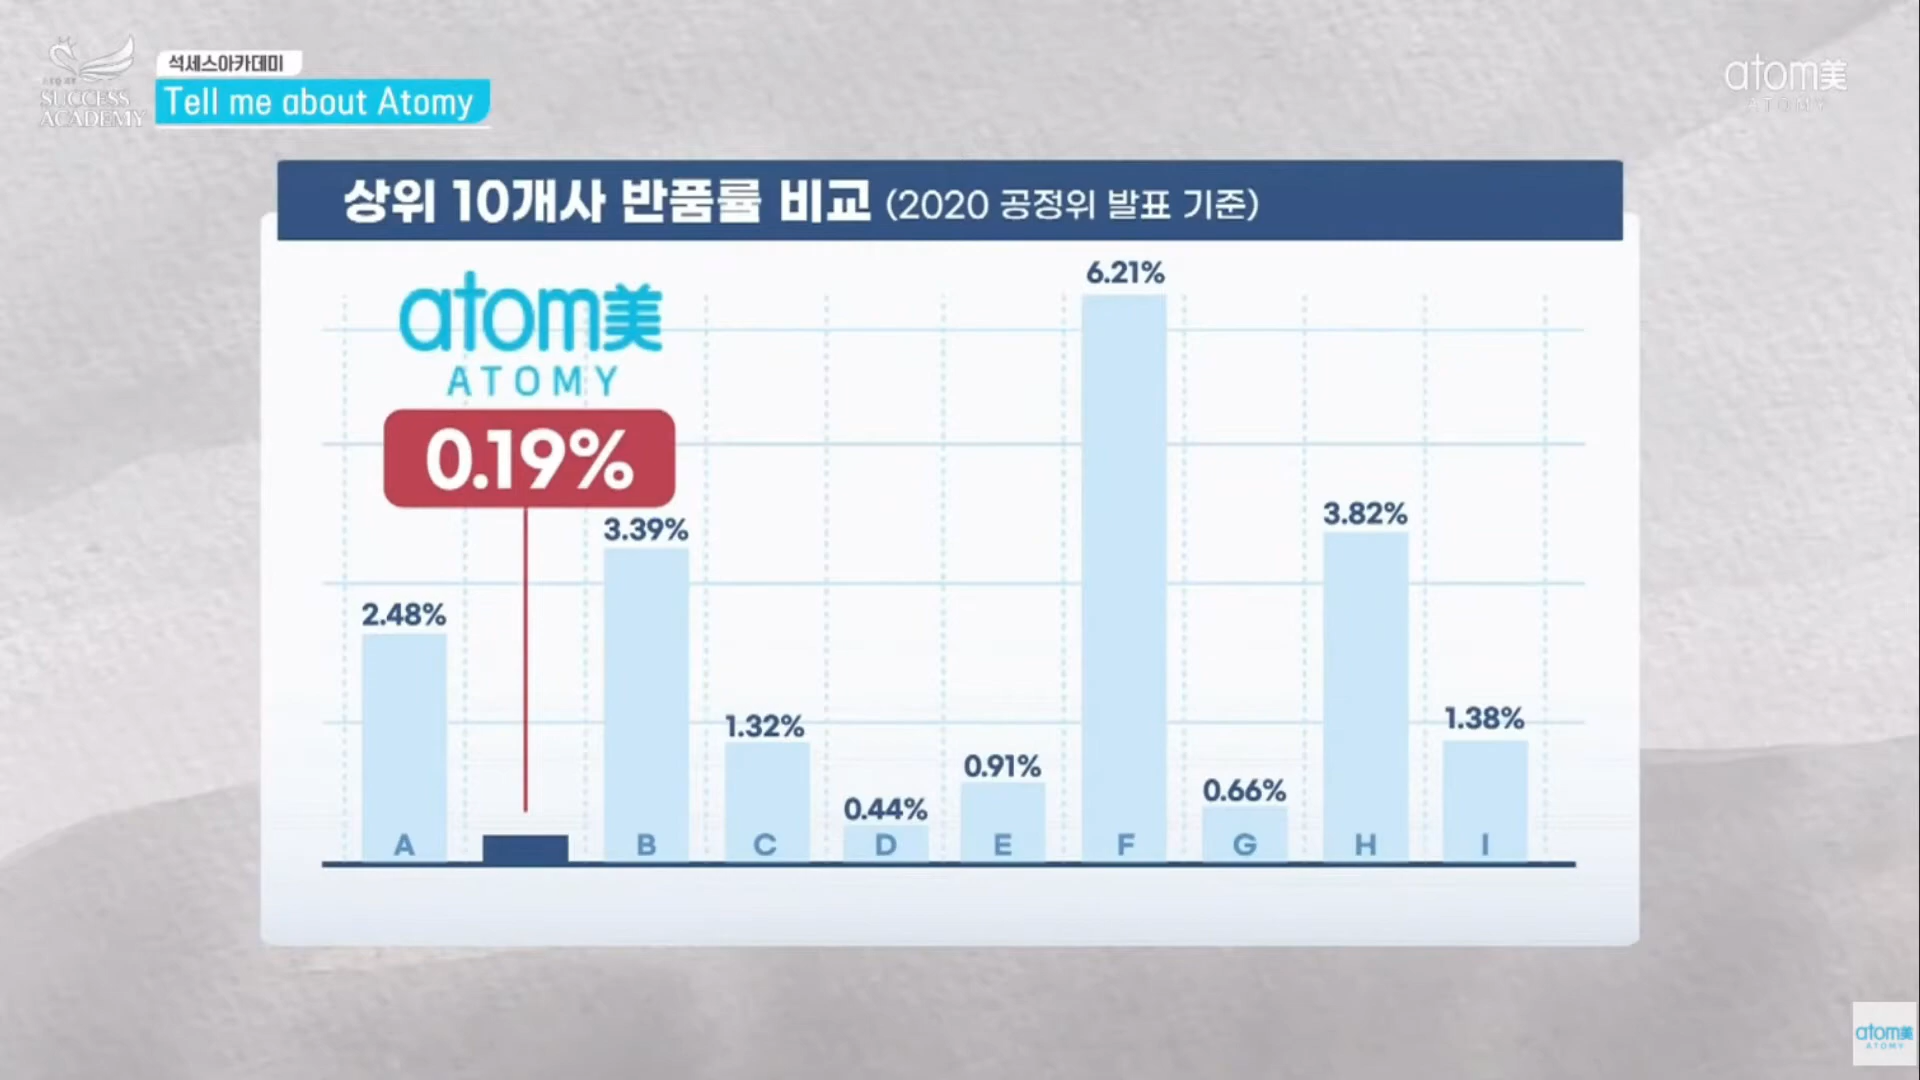 석세스아카데미
Tell me about Atomy
SUCCESS
ACADEMY
atom美
ATOMY
상위 10개사 반품률 비교 (2020 공정위 발표 기준)
atom美
ATOMY
0.19%
2.48%
3.39%
1.32%
0.44%
0.91%
6.21%
0.66%
3.82%
1.38%
A
B
C
D
E
F
G
H
I
atom美
ATOMY